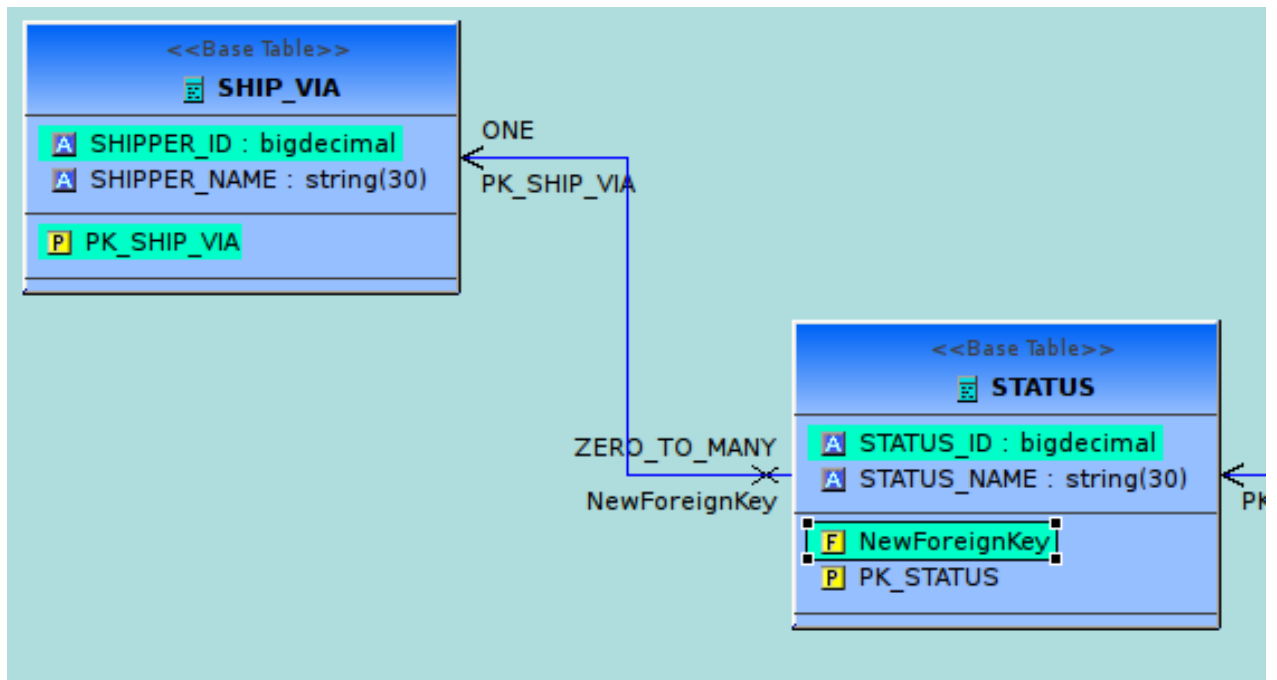 <<Base Table>>
SHIP_VIA
A SHIPPER_ID : bigdecimal
A SHIPPER_NAME : string(30)
P PK_SHIP_VIA
ONE
PK_SHIP_VIA
ZERO_TO_MANY
NewForeignKey
<<Base Table>>
STATUS
A STATUS_ID : bigdecimal
A STATUS_NAME : string(30)
F NewForeignKey
P PK_STATUS
PK